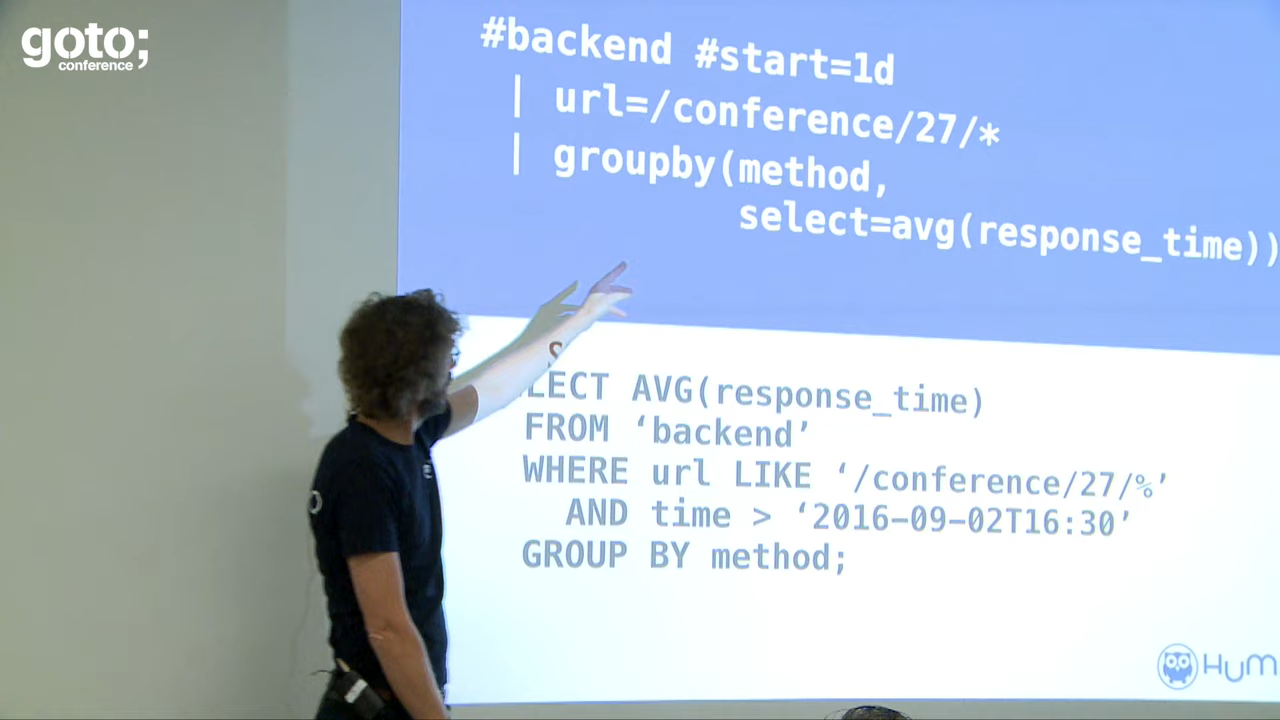 goto;
conference
#backend #start=1d
| url=/conference/27/*
| groupby(method,
select=avg(response_time))
LECT AVG(response_time)
FROM ‘backend’
WHERE url LIKE ‘/conference/27/%’
AND time > ‘2016-09-02T16:30’
GROUP BY method;
HUM